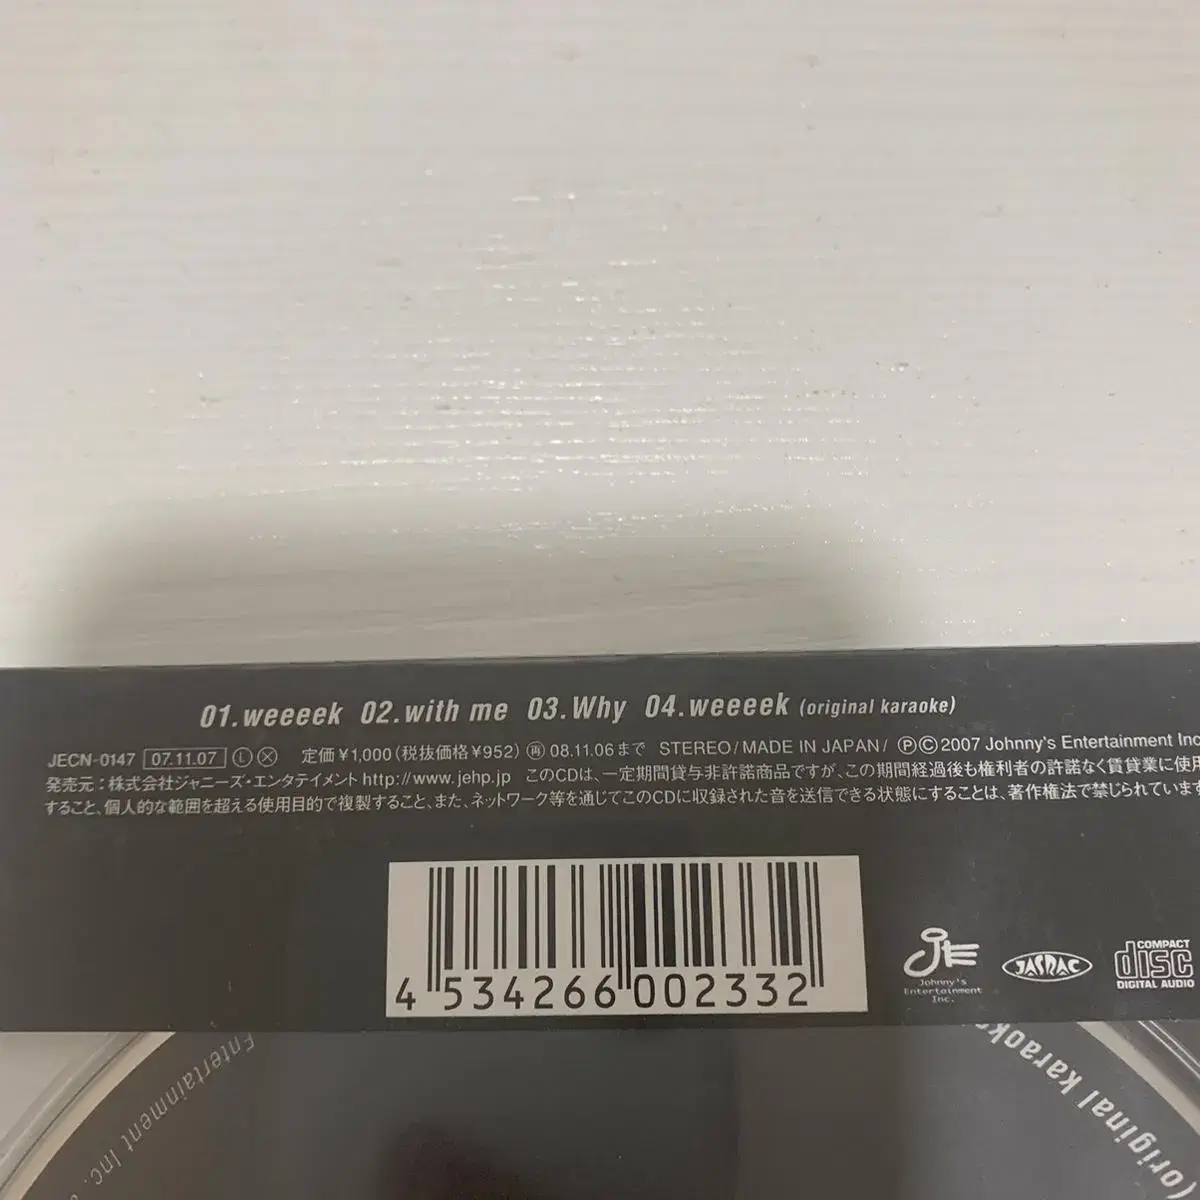 01.weeeek 02.with me 03.Why 04.weeeek (original karaoke)
JECN-0147 07.11.07 Ⓛ Ⓧ 定価¥1,000(税抜価格¥952) ㊢08.11.06まで STEREO/MADE IN JAPAN/ ⓅⒸ2007 Johnny's Entertainment Inc
発売元:株式会社ジャニーズ・エンタテイメント http://www.jehp.jp このCDは、一定期間貸与非許諾商品ですが、この期間経過後も権利者の許諾なく賃貸業に使用
すること、個人的な範囲を超える使用目的で複製すること、また、ネットワーク等を通じてこのCDに収録された音を送信できる状態にすることは、著作権法で禁じられています
4 534266 002332
JE
Johnny's
Entertainment
Inc.
JASRAC
COMPACT
disc
DIGITAL AUDIO
Entertainment Inc.
(original karaoke